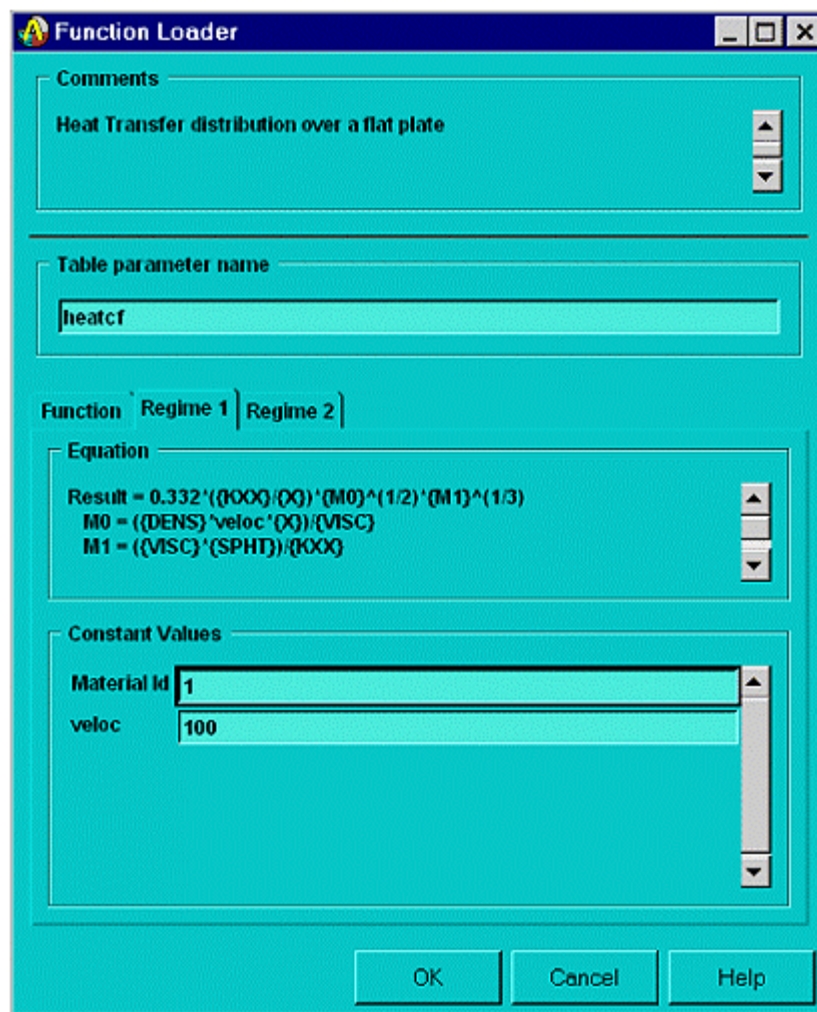 Function Loader
Comments
Heat Transfer distribution over a flat plate
Table parameter name
heatcf
Function Regime 1 Regime 2
Equation
Result = 0.332*({KXX}/{X})*{M0}^(1/2)*{M1}^(1/3)
M0 = ({DENS}*veloc*{X})/{VISC}
M1 = ({VISC}*{SPHT})/{KXX}
Constant Values
Material Id 1
veloc 100
OK Cancel Help